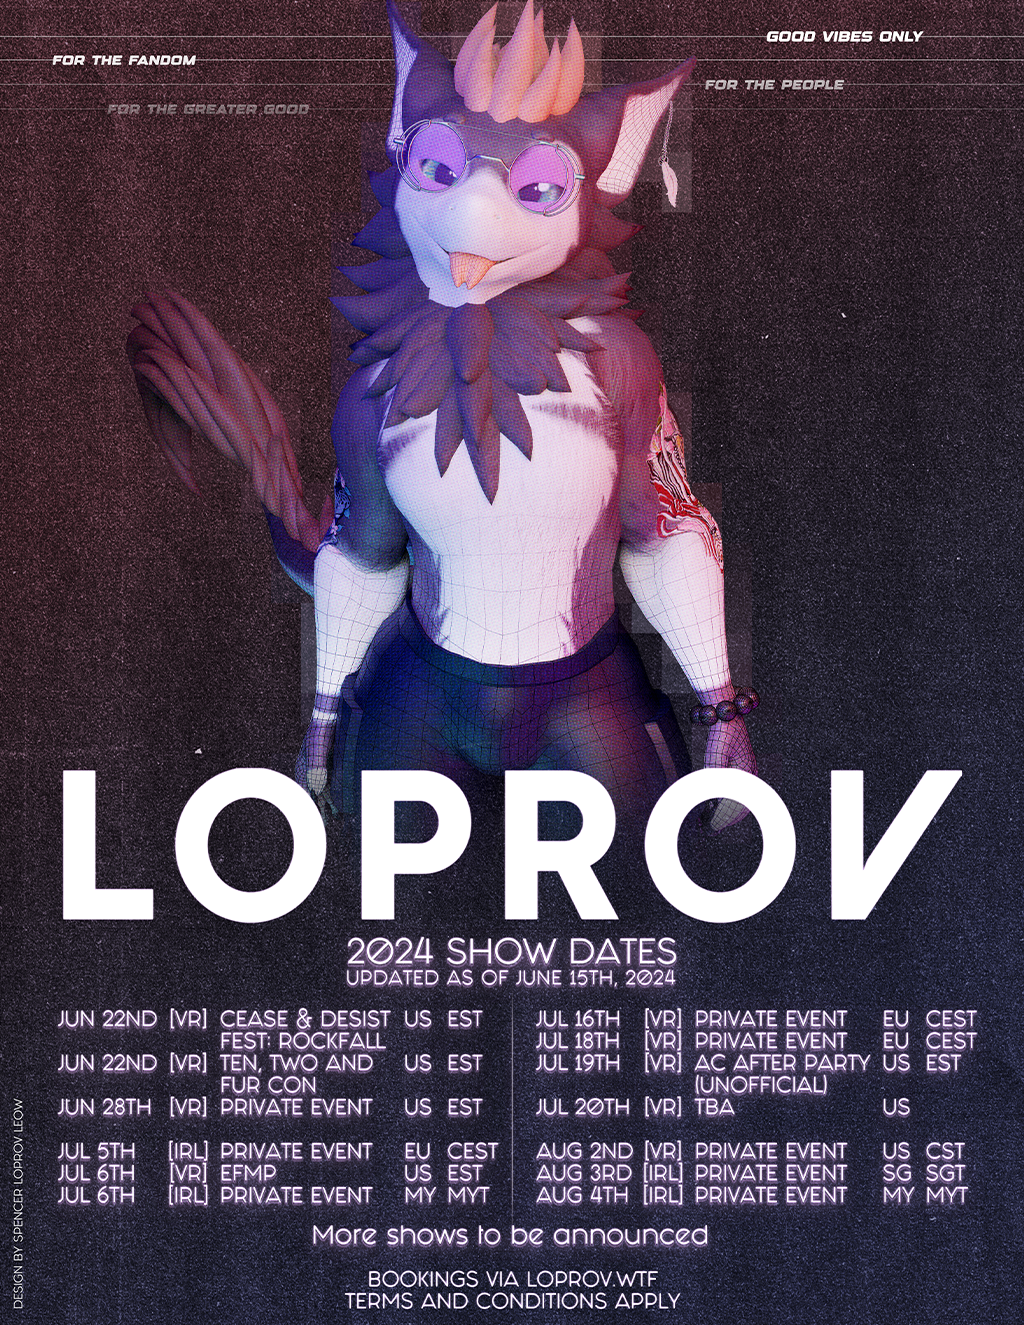 GOOD VIBES ONLY
FOR THE FANDOM
FOR THE PEOPLE
FOR THE GREATER GOOD
LOPROV
2024 SHOW DATES
UPDATED AS OF JUNE 15TH, 2024
JUN 22ND [VR] CEASE & DESIST US EST
FEST: ROCKFALL
JUN 22ND [VR] TEN, TWO AND US EST
FUR CON
JUN 28TH [VR] PRIVATE EVENT US EST
JUL 5TH [IRL] PRIVATE EVENT EU CEST
JUL 6TH [VR] EFMP US EST
JUL 6TH [IRL] PRIVATE EVENT MY MYT
JUL 16TH [VR] PRIVATE EVENT EU CEST
JUL 18TH [VR] PRIVATE EVENT EU CEST
JUL 19TH [VR] AC AFTER PARTY US EST
(UNOFFICIAL)
JUL 20TH [VR] TBA US
AUG 2ND [VR] PRIVATE EVENT US CST
AUG 3RD [IRL] PRIVATE EVENT SG SGT
AUG 4TH [IRL] PRIVATE EVENT MY MYT
More shows to be announced
BOOKINGS VIA LOPROV.WTF
TERMS AND CONDITIONS APPLY
DESIGN BY SPENCER LOPROV LEOW